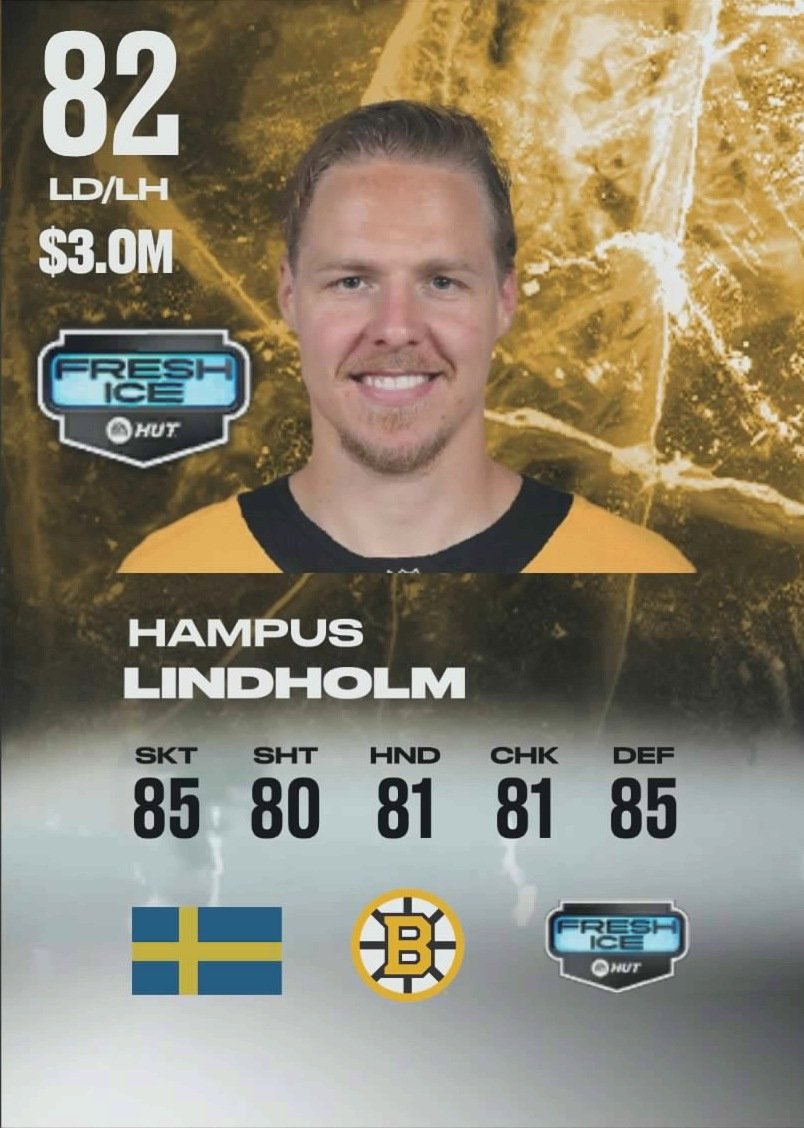 82
LD/LH
$3.0M
FRESH
ICE
EA HUT
HAMPUS
LINDHOLM
SKT SHT HND CHK DEF
85 80 81 81 85
B
FRESH
ICE
EA HUT